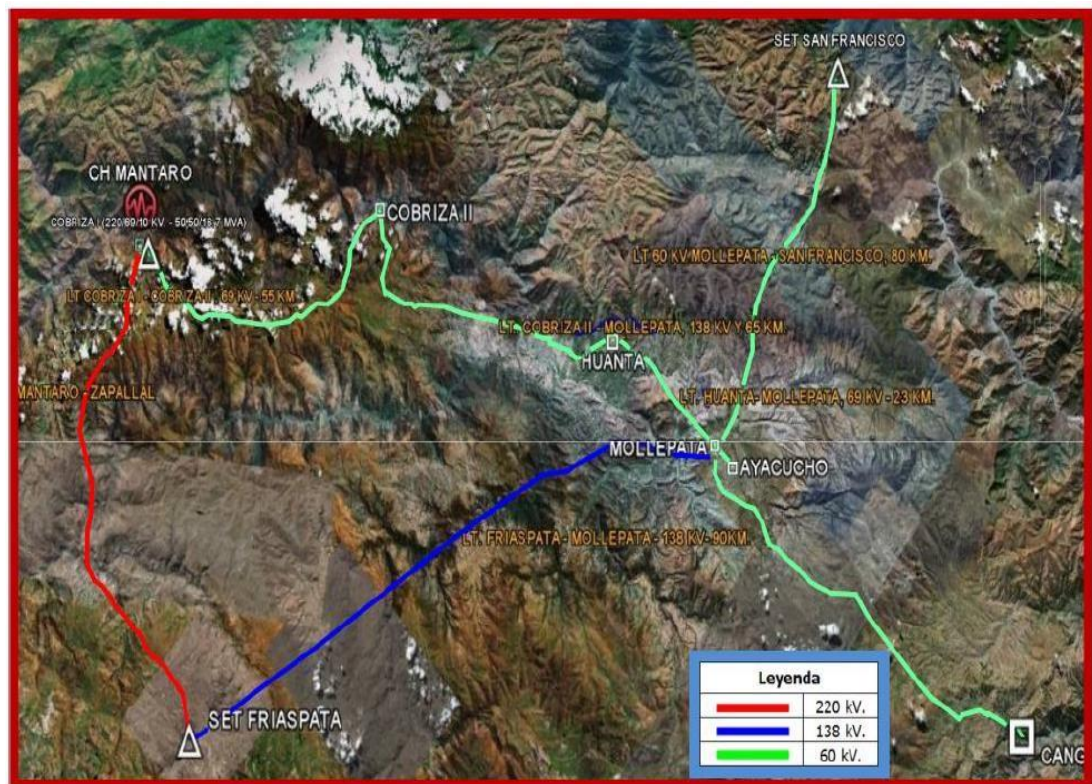 SET SAN FRANCISCO
CH MANTARO
COBRIZA I (220/69/10 KV - 50/50/16.7 MVA)
COBRIZA II
LT 60 KV MOLLEPATA - SAN FRANCISCO, 80 KM.
LT COBRIZA I - COBRIZA II , 69 KV - 55 KM.
LT. COBRIZA II - MOLLEPATA, 138 KV Y 65 KM.
HUANTA
MANTARO - ZAPALLAL
LT. HUANTA- MOLLEPATA, 69 KV - 23 KM.
MOLLEPATA
AYACUCHO
LT. FRIASPATA - MOLLEPATA - 138 KV- 90KM.
SET FRIASPATA
Leyenda
220 kV.
138 kV.
60 kV.
CANG